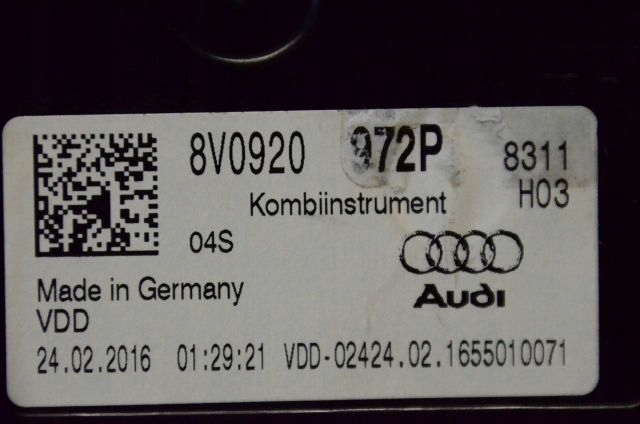 8V0920 972P 8311
Kombiinstrument H03
04S
Audi
Made in Germany
VDD
24.02.2016 01:29:21 VDD-02424.02.1655010071